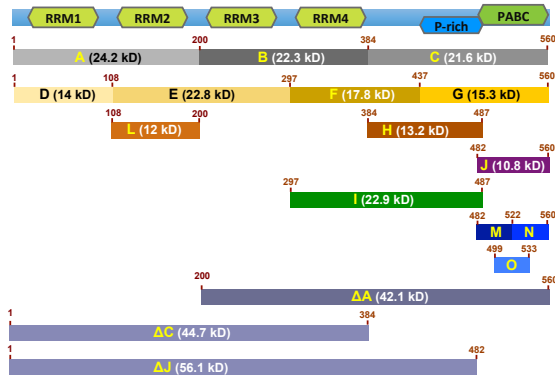 RRM1 RRM2 RRM3 RRM4 P-rich PABC
1 200 384 560
A (24.2 kD) B (22.3 kD) C (21.6 kD)
108 297 437 560
D (14 kD) E (22.8 kD) F (17.8 kD) G (15.3 kD)
L (12 kD) H (13.2 kD)
108 200 384 487
482 560
J (10.8 kD)
297 487
I (22.9 kD)
482 522 560
M N
499 533
O
200 560
ΔA (42.1 kD)
1 384
ΔC (44.7 kD)
1 482
ΔJ (56.1 kD)